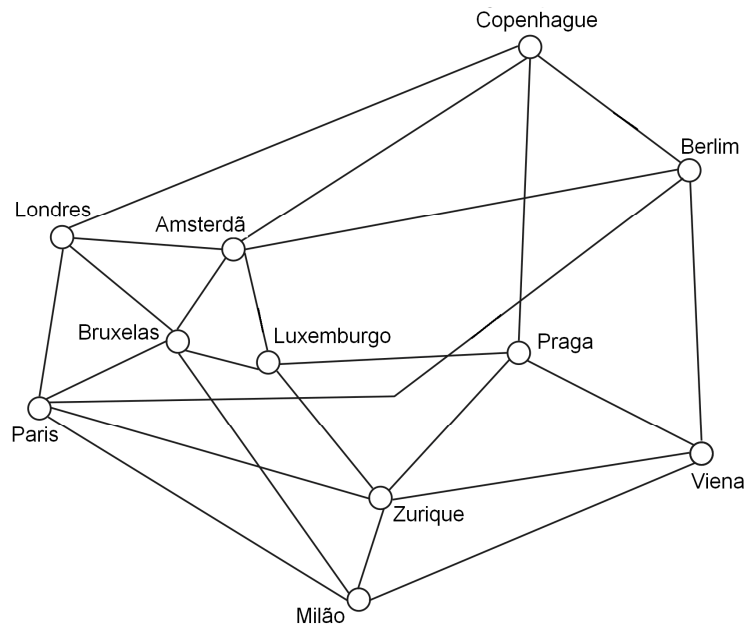 Copenhague
Berlim
Londres
Amsterdã
Bruxelas
Luxemburgo
Praga
Paris
Viena
Zurique
Milão